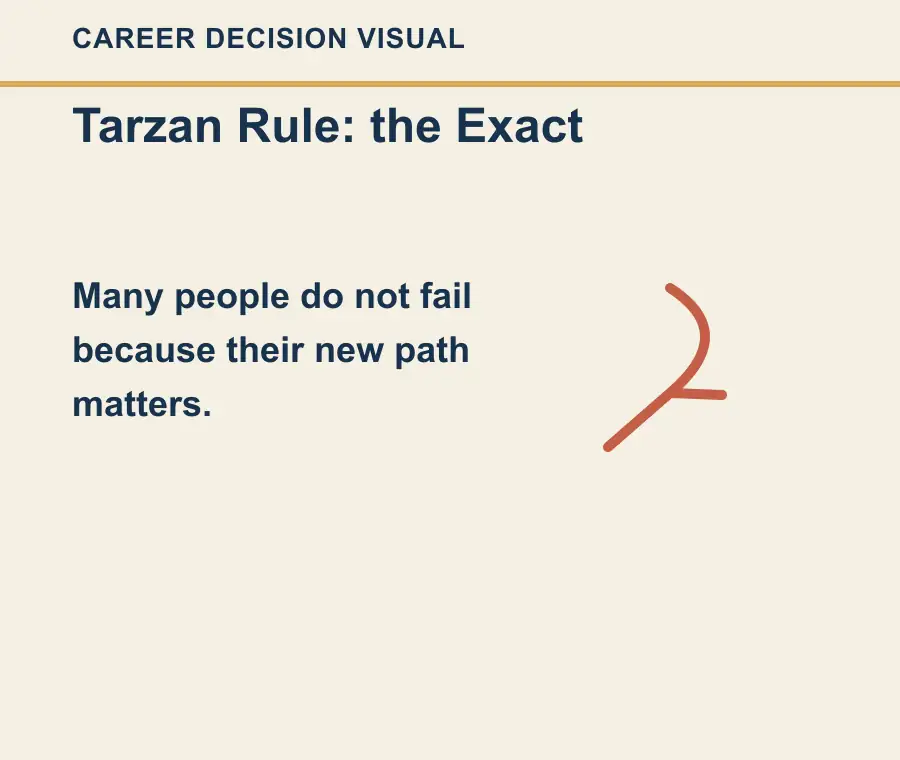 CAREER DECISION VISUAL
Tarzan Rule: the Exact
Many people do not fail
because their new path
matters.